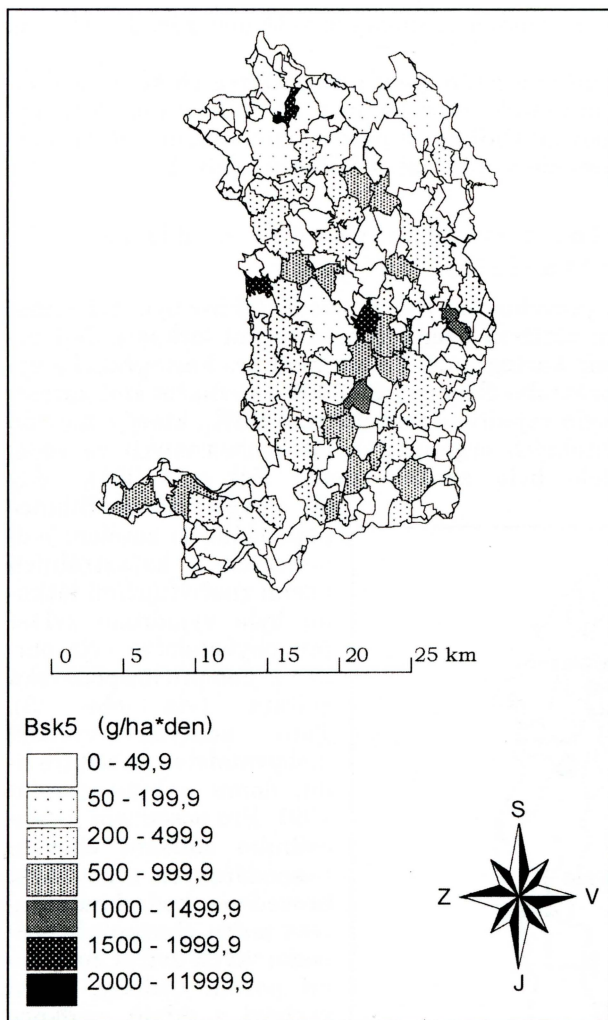 0 5 10 15 20 25 km
Bsk5 (g/ha*den)
0 - 49,9
50 - 199,9
200 - 499,9
500 - 999,9
1000 - 1499,9
1500 - 1999,9
2000 - 11999,9
S
Z V
J